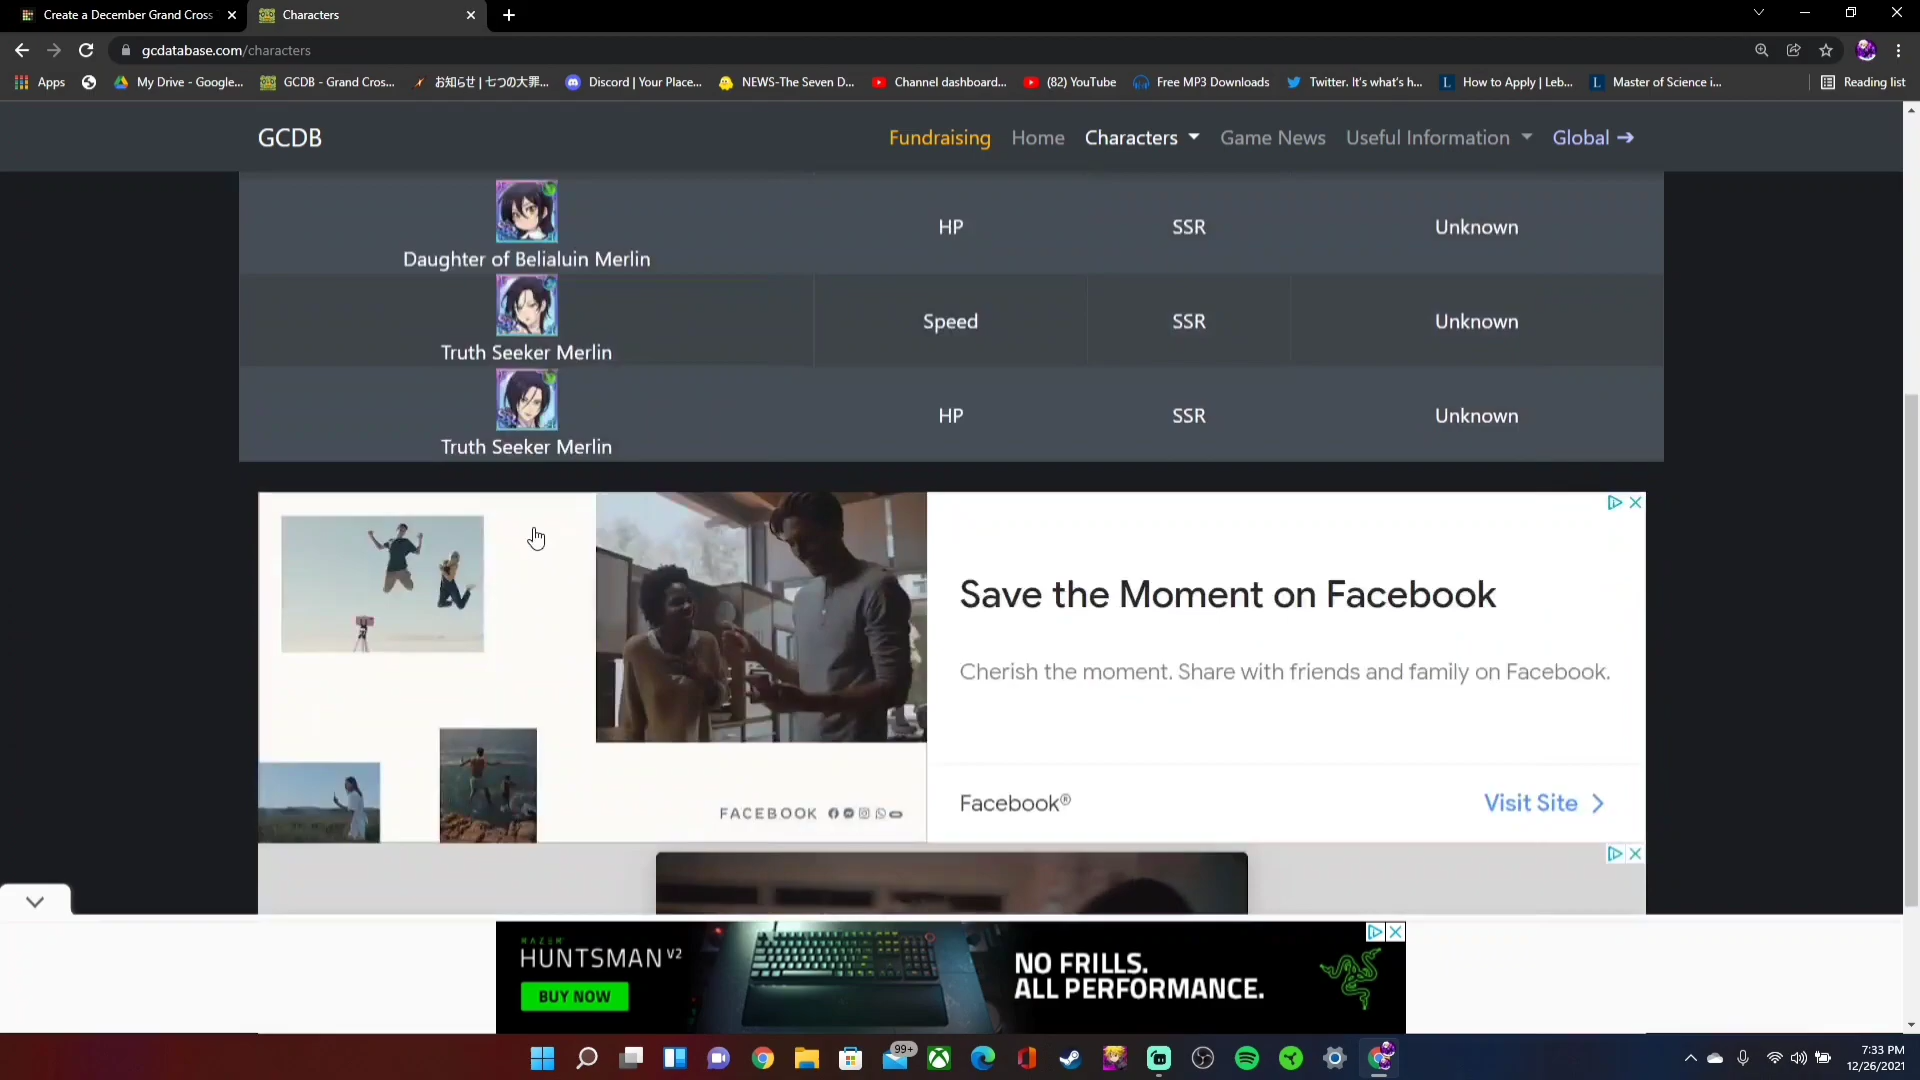 Create a December Grand Cross
Characters
gcdatabase.com/characters
Apps
My Drive - Google...
GCDB - Grand Cros...
お知らせ | 七つの大罪...
Discord | Your Place...
NEWS-The Seven D...
Channel dashboard...
(82) YouTube
Free MP3 Downloads
Twitter. It's what's h...
How to Apply | Leb...
Master of Science i...
Reading list
GCDB
Fundraising
Home
Characters
Game News
Useful Information
Global
Daughter of Belialuin Merlin
HP
SSR
Unknown
Truth Seeker Merlin
Speed
SSR
Unknown
Truth Seeker Merlin
HP
SSR
Unknown
Save the Moment on Facebook
Cherish the moment. Share with friends and family on Facebook.
FACEBOOK
Facebook®
Visit Site
RAZER
HUNTSMAN V2
BUY NOW
NO FRILLS.
ALL PERFORMANCE.
99+
7:33 PM
12/26/2021